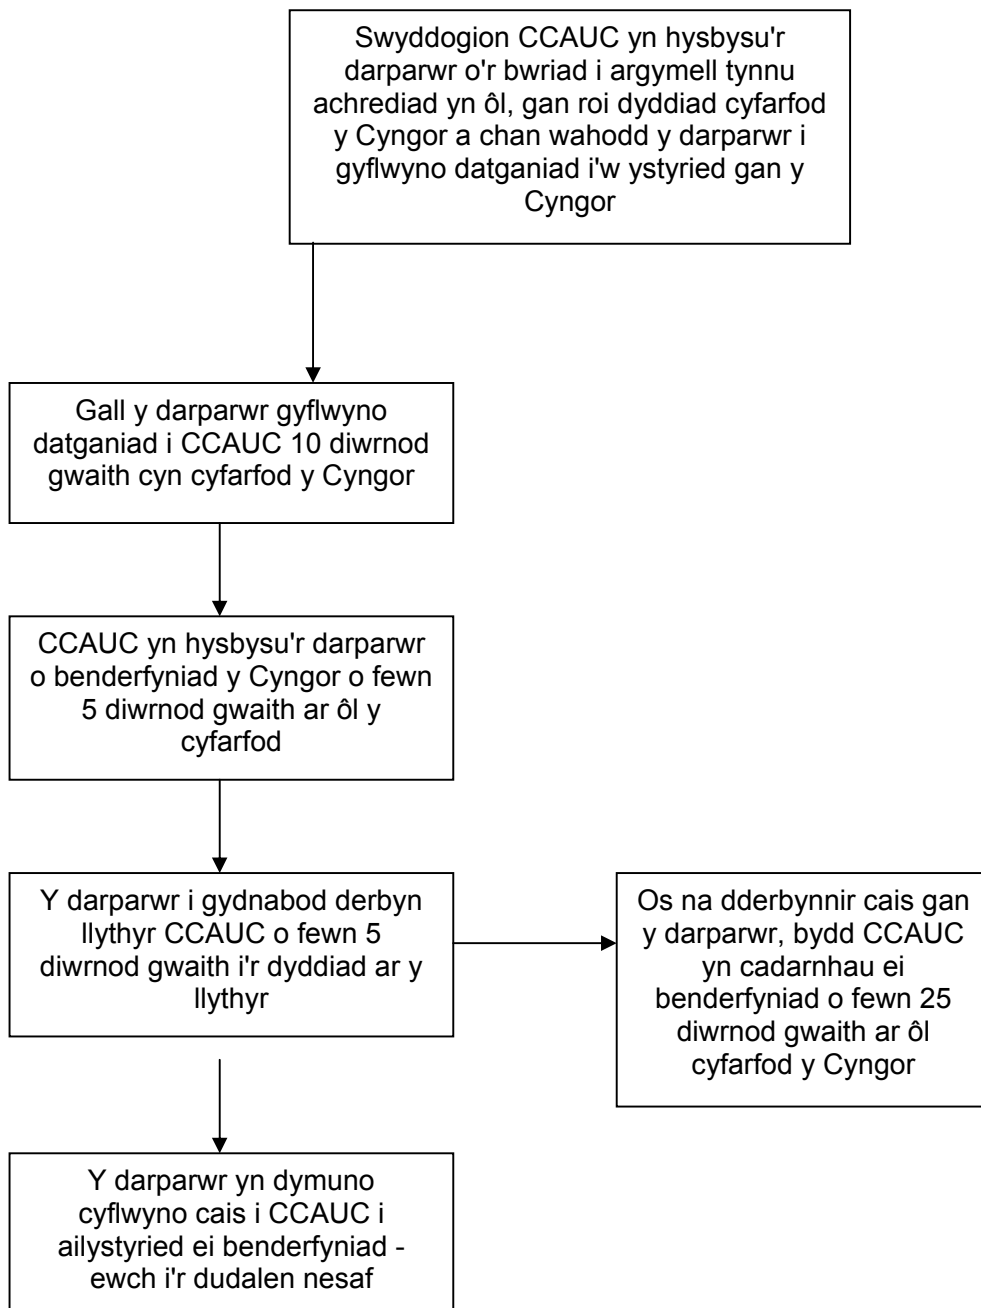 Swyddogion CCAUC yn hysbysu'r
darparwr o'r bwriad i argymell tynnu
achrediad yn ôl, gan roi dyddiad cyfarfod
y Cyngor a chan wahodd y darparwr i
gyflwyno datganiad i'w ystyried gan y
Cyngor
Gall y darparwr gyflwyno
datganiad i CCAUC 10 diwrnod
gwaith cyn cyfarfod y Cyngor
CCAUC yn hysbysu'r darparwr
o benderfyniad y Cyngor o fewn
5 diwrnod gwaith ar ôl y
cyfarfod
Y darparwr i gydnabod derbyn
llythyr CCAUC o fewn 5
diwrnod gwaith i'r dyddiad ar y
llythyr
Os na dderbynnir cais gan
y darparwr, bydd CCAUC
yn cadarnhau ei
benderfyniad o fewn 25
diwrnod gwaith ar ôl
cyfarfod y Cyngor
Y darparwr yn dymuno
cyflwyno cais i CCAUC i
ailystyried ei benderfyniad -
ewch i'r dudalen nesaf